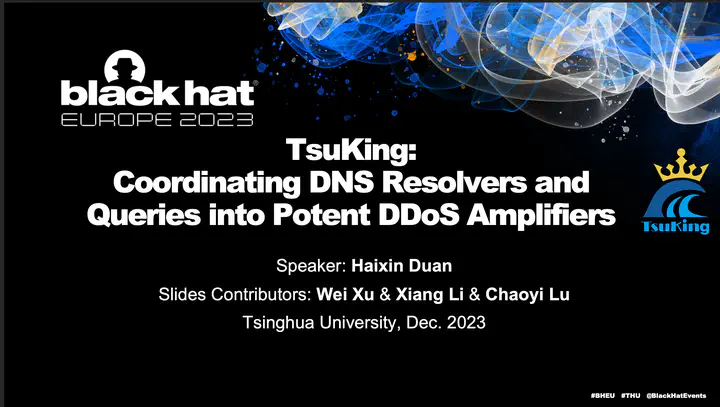 black hat®
EUROPE 2023
TsuKing:
Coordinating DNS Resolvers and
Queries into Potent DDoS Amplifiers
TsuKing
Speaker: Haixin Duan
Slides Contributors: Wei Xu & Xiang Li & Chaoyi Lu
Tsinghua University, Dec. 2023
#BHEU #THU @BlackHatEvents